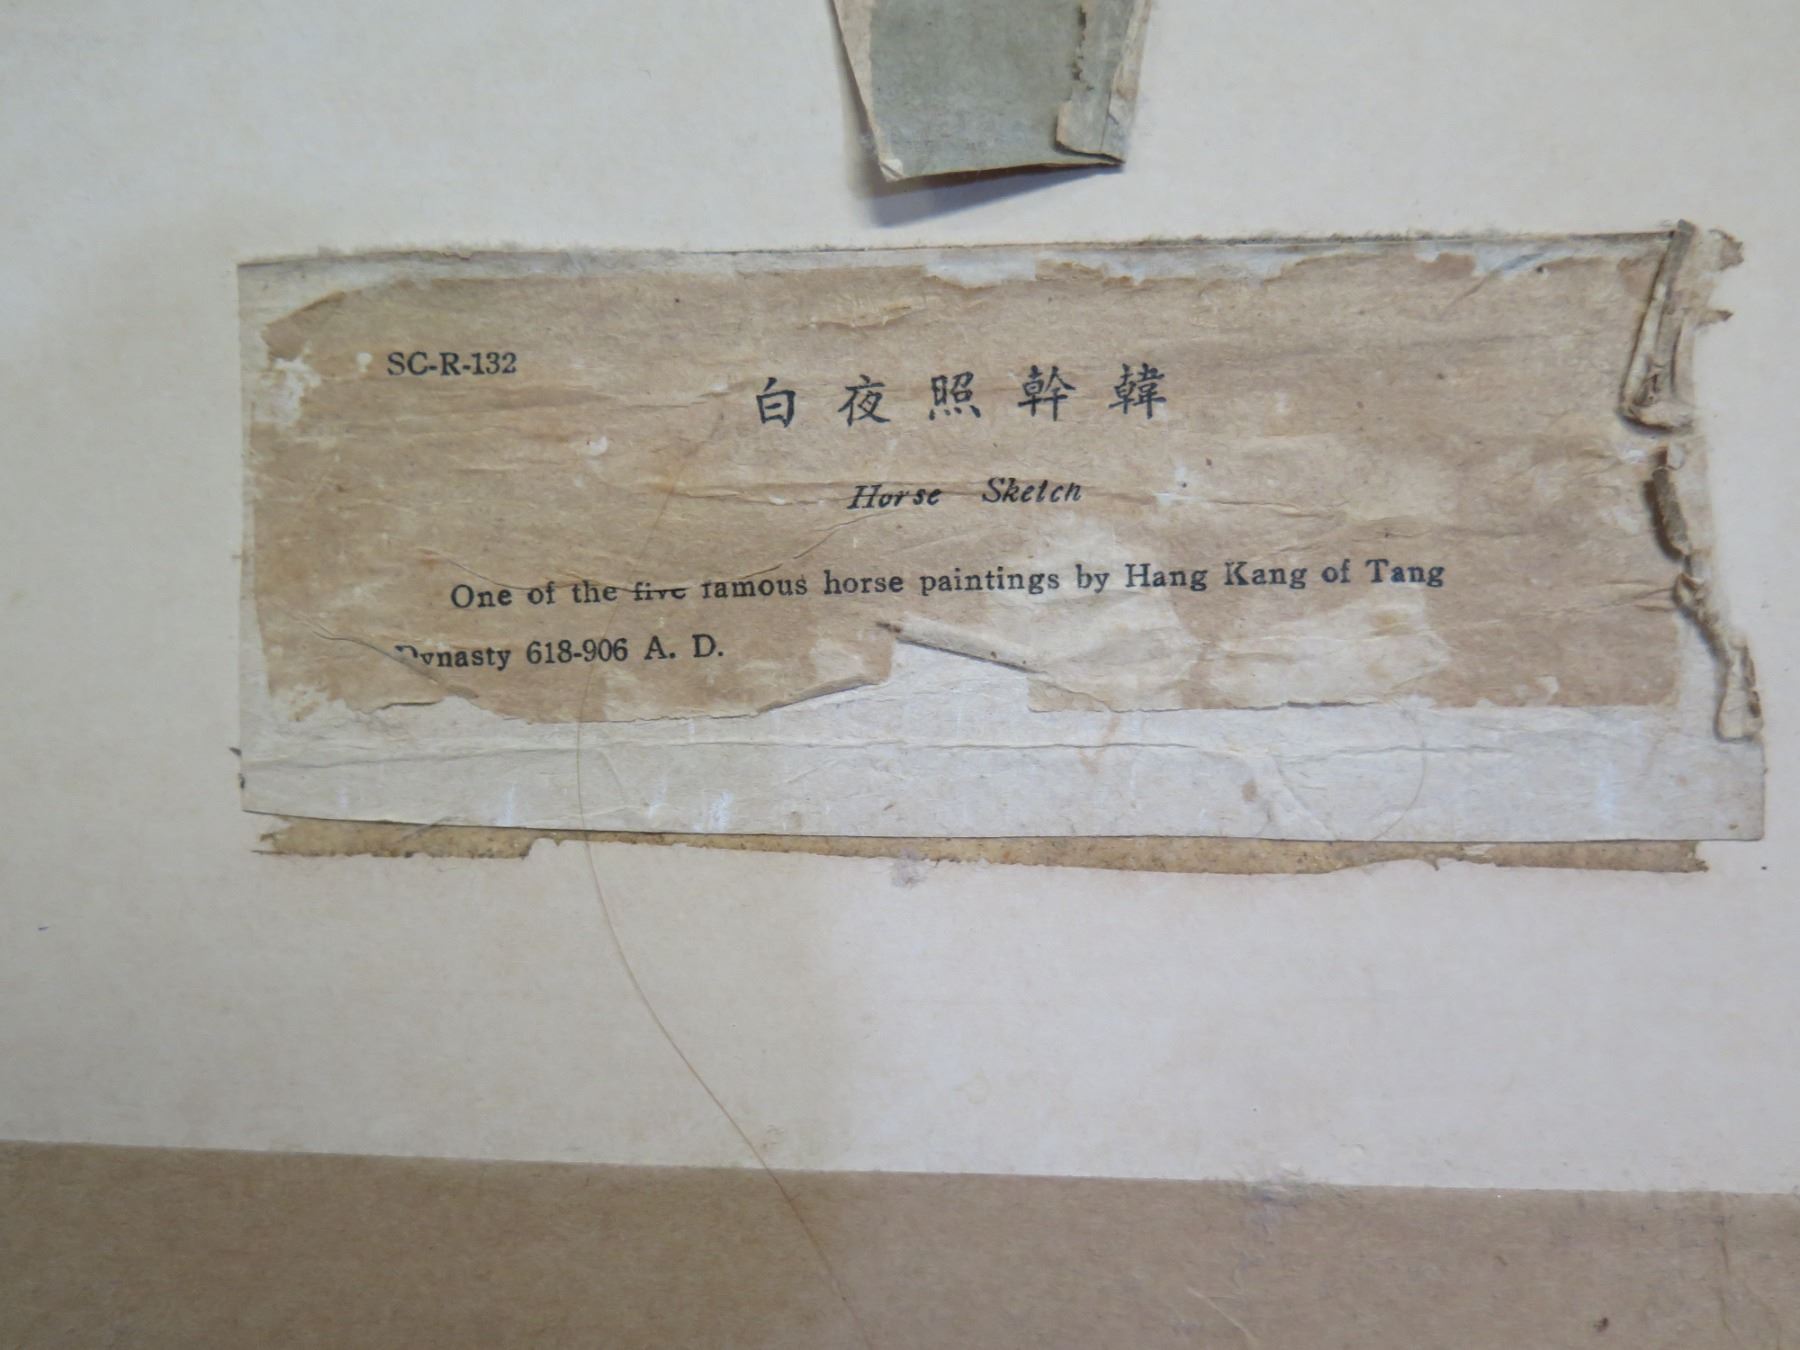 SC-R-132
韓幹照夜白
Horse Sketch
One of the five famous horse paintings by Hang Kang of Tang
Dynasty 618-906 A. D.